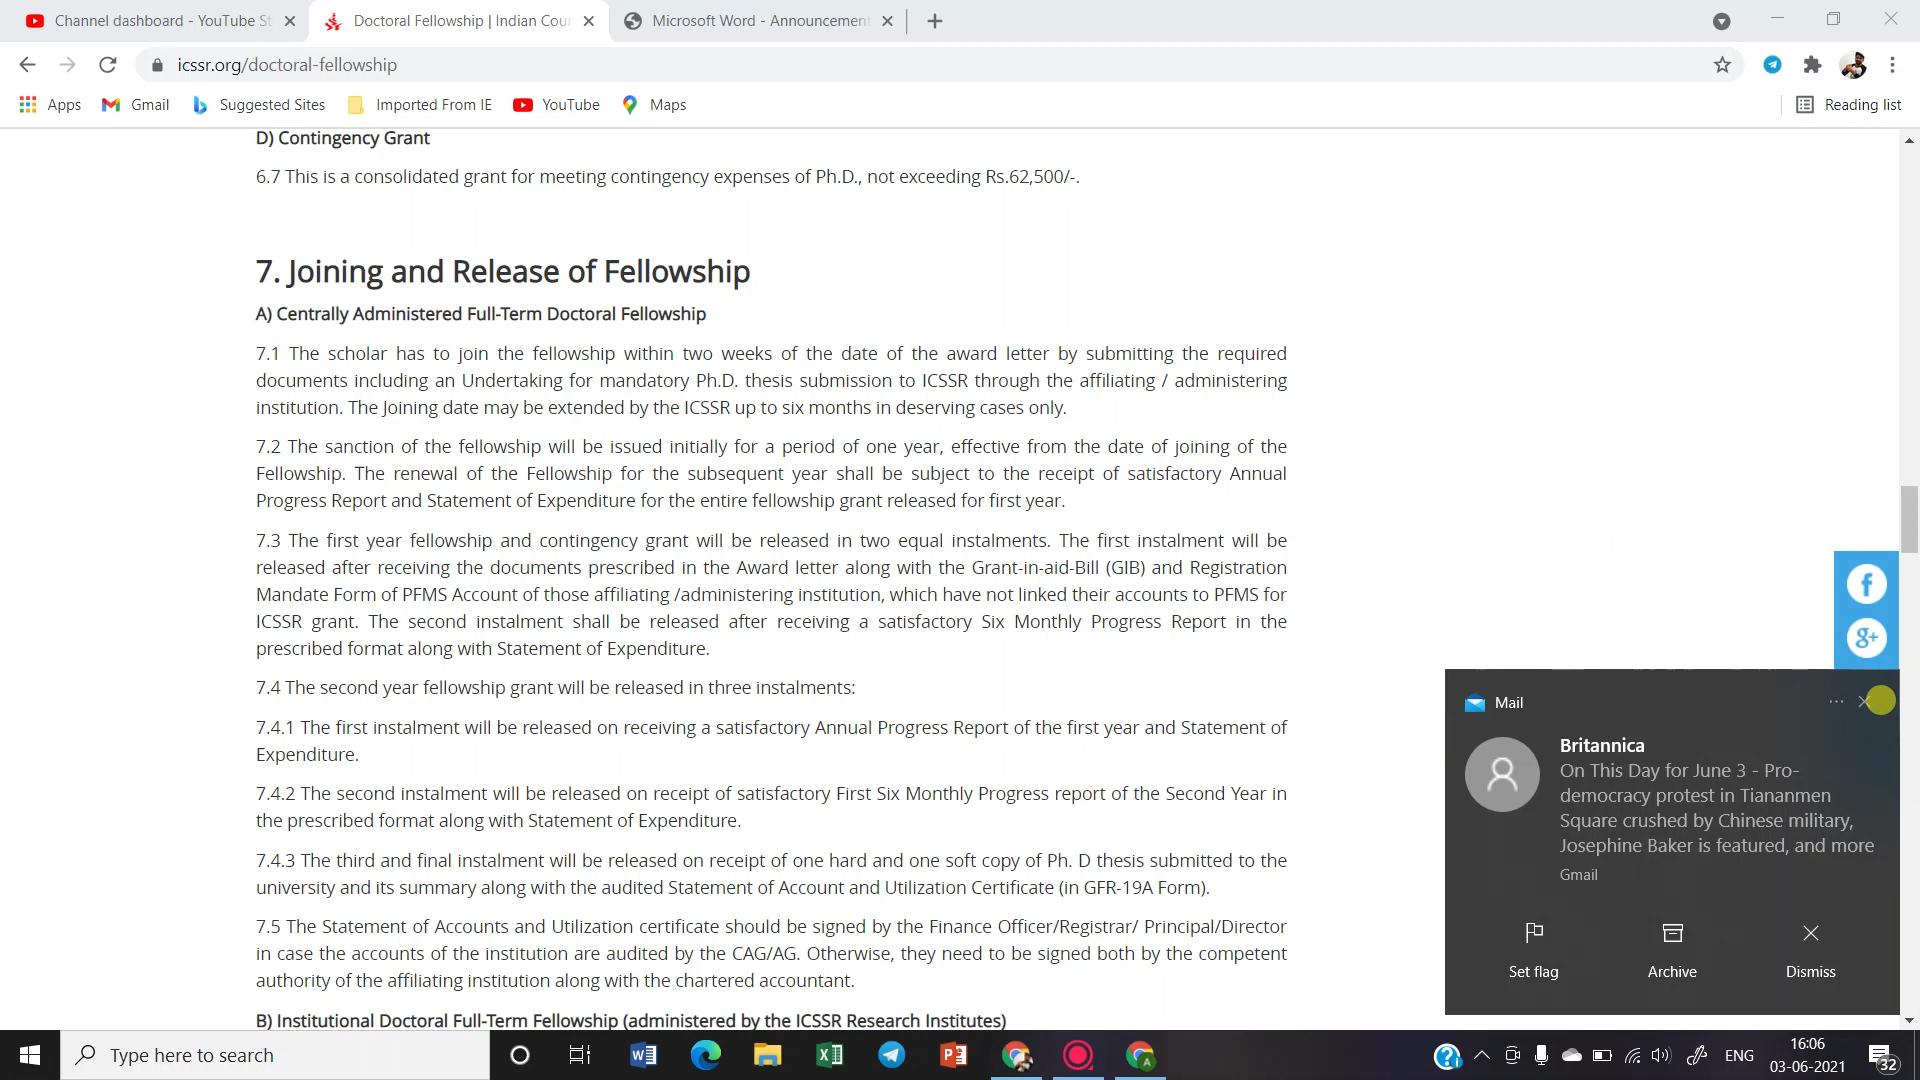 Channel dashboard - YouTube St
Doctoral Fellowship | Indian Cour
Microsoft Word - Announcement
icssr.org/doctoral-fellowship
Apps
Gmail
Suggested Sites
Imported From IE
YouTube
Maps
Reading list
D) Contingency Grant
6.7 This is a consolidated grant for meeting contingency expenses of Ph.D., not exceeding Rs.62,500/-.
7. Joining and Release of Fellowship
A) Centrally Administered Full-Term Doctoral Fellowship
7.1 The scholar has to join the fellowship within two weeks of the date of the award letter by submitting the required
documents including an Undertaking for mandatory Ph.D. thesis submission to ICSSR through the affiliating / administering
institution. The Joining date may be extended by the ICSSR up to six months in deserving cases only.
7.2 The sanction of the fellowship will be issued initially for a period of one year, effective from the date of joining of the
Fellowship. The renewal of the Fellowship for the subsequent year shall be subject to the receipt of satisfactory Annual
Progress Report and Statement of Expenditure for the entire fellowship grant released for first year.
7.3 The first year fellowship and contingency grant will be released in two equal instalments. The first instalment will be
released after receiving the documents prescribed in the Award letter along with the Grant-in-aid-Bill (GIB) and Registration
Mandate Form of PFMS Account of those affiliating /administering institution, which have not linked their accounts to PFMS for
ICSSR grant. The second instalment shall be released after receiving a satisfactory Six Monthly Progress Report in the
prescribed format along with Statement of Expenditure.
7.4 The second year fellowship grant will be released in three instalments:
7.4.1 The first instalment will be released on receiving a satisfactory Annual Progress Report of the first year and Statement of
Expenditure.
7.4.2 The second instalment will be released on receipt of satisfactory First Six Monthly Progress report of the Second Year in
the prescribed format along with Statement of Expenditure.
7.4.3 The third and final instalment will be released on receipt of one hard and one soft copy of Ph. D thesis submitted to the
university and its summary along with the audited Statement of Account and Utilization Certificate (in GFR-19A Form).
7.5 The Statement of Accounts and Utilization certificate should be signed by the Finance Officer/Registrar/ Principal/Director
in case the accounts of the institution are audited by the CAG/AG. Otherwise, they need to be signed both by the competent
authority of the affiliating institution along with the chartered accountant.
B) Institutional Doctoral Full-Term Fellowship (administered by the ICSSR Research Institutes)
Mail
Britannica
On This Day for June 3 - Pro-
democracy protest in Tiananmen
Square crushed by Chinese military,
Josephine Baker is featured, and more
Gmail
Set flag
Archive
Dismiss
Type here to search
ENG
16:06
03-06-2021
32